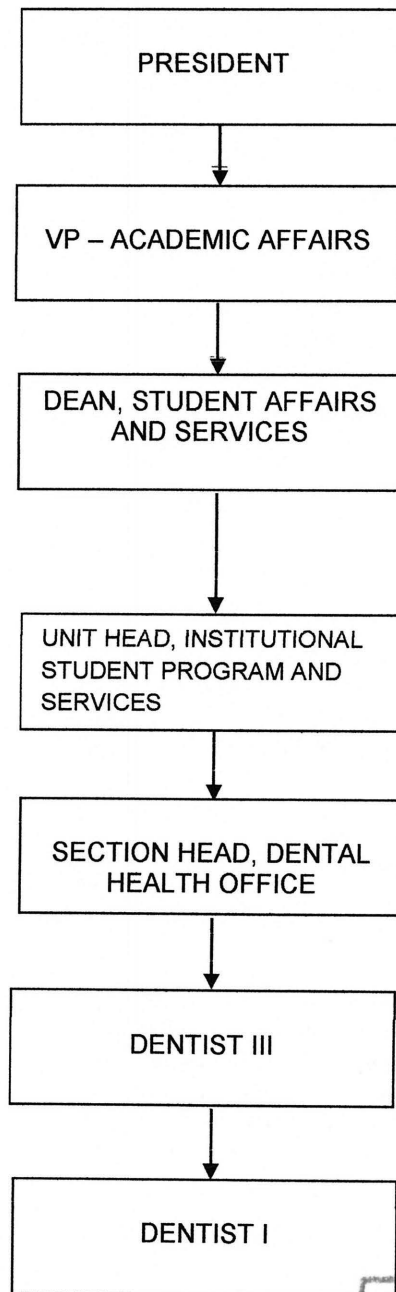 PRESIDENT
VP – ACADEMIC AFFAIRS
DEAN, STUDENT AFFAIRS
AND SERVICES
UNIT HEAD, INSTITUTIONAL
STUDENT PROGRAM AND
SERVICES
SECTION HEAD, DENTAL
HEALTH OFFICE
DENTIST III
DENTIST I